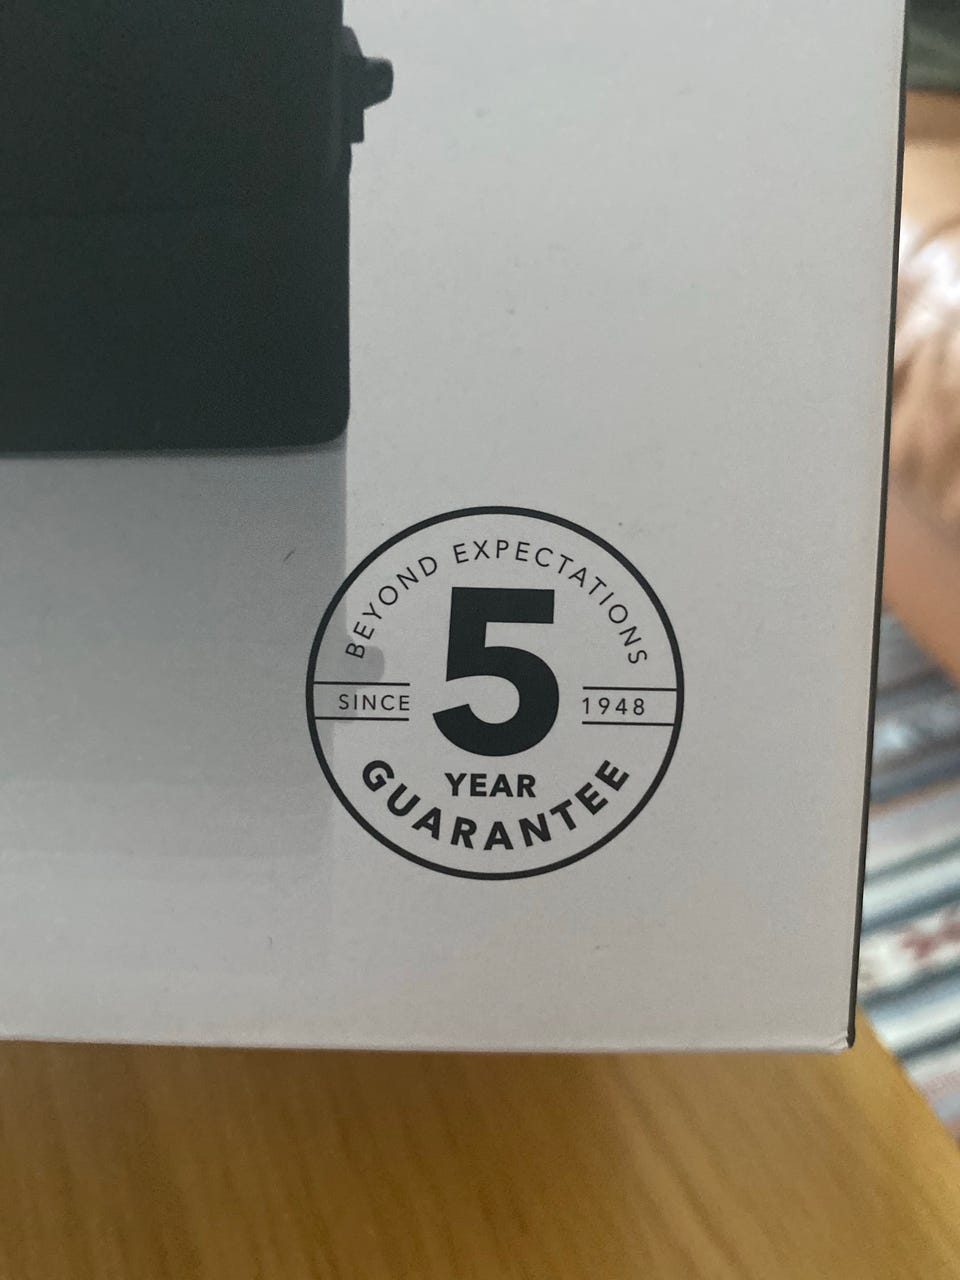 BEYOND EXPECTATIONS
5
SINCE 1948
YEAR
GUARANTEE